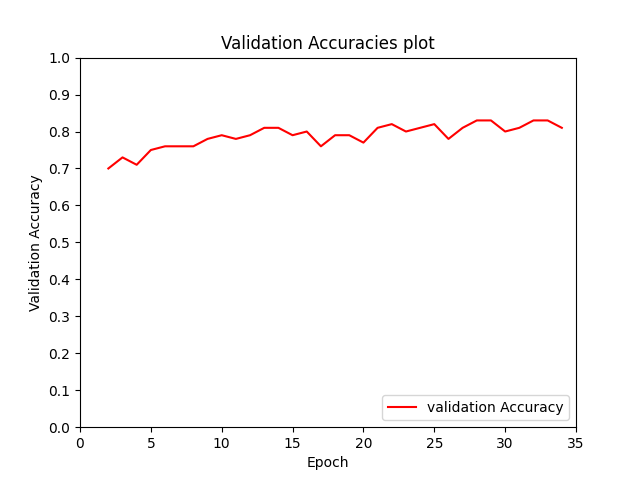 Validation Accuracies plot
1.0
0.9
0.8
0.7
0.6
0.5
0.4
0.3
0.2
0.1
0.0
Validation Accuracy
validation Accuracy
0 5 10 15 20 25 30 35
Epoch